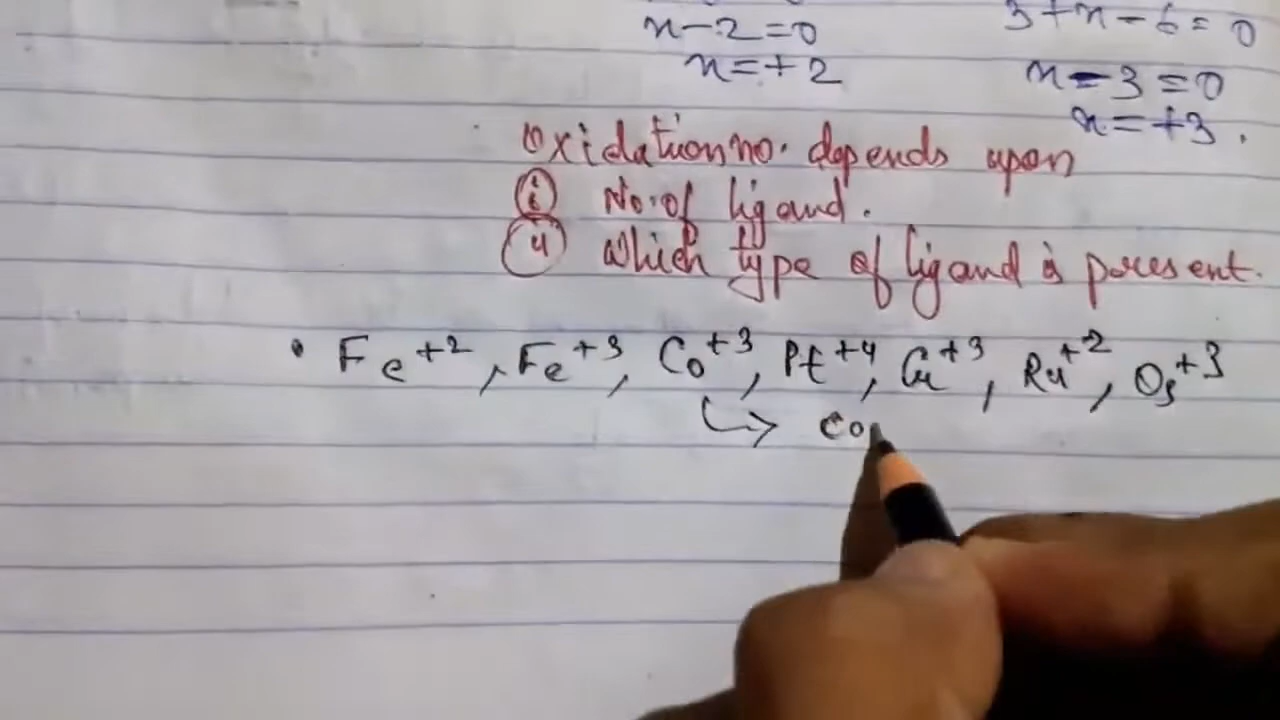 n-2=0
3+n-6=0
n=+2
n-3=0
n=+3.
Oxidation no. depends upon
(i) No. of ligand.
(ii) Which type of ligand is present.
• Fe+2, Fe+3, Co+3, Pt+4, Cu+3, Ru+2, Os+3
↳ Co